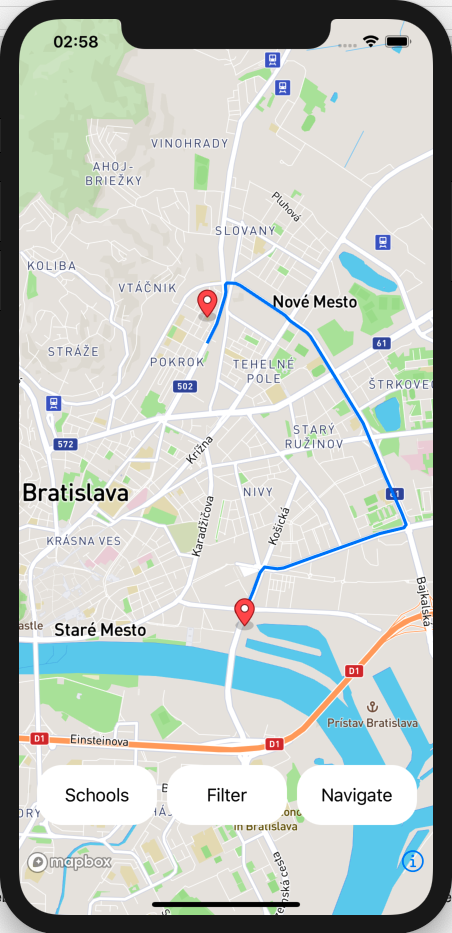 02:58
VINOHRADY
AHOJ-
BRIEŽKY
Pluhová
SLOVANY
KOLIBA
VTÁČNIK
Nové Mesto
61
STRÁŽE
POKROK
TEHELNÉ
POLE
502
ŠTRKOVEC
STARÝ
RUŽINOV
572
Krížna
Bratislava
NIVY
61
Karadžičova
Košická
KRÁSNA VES
Bajkalská
astle
Staré Mesto
D1
Prístav Bratislava
D1
Einsteinova
D1
Schools
Filter
Navigate
in Bratislava
mapbox